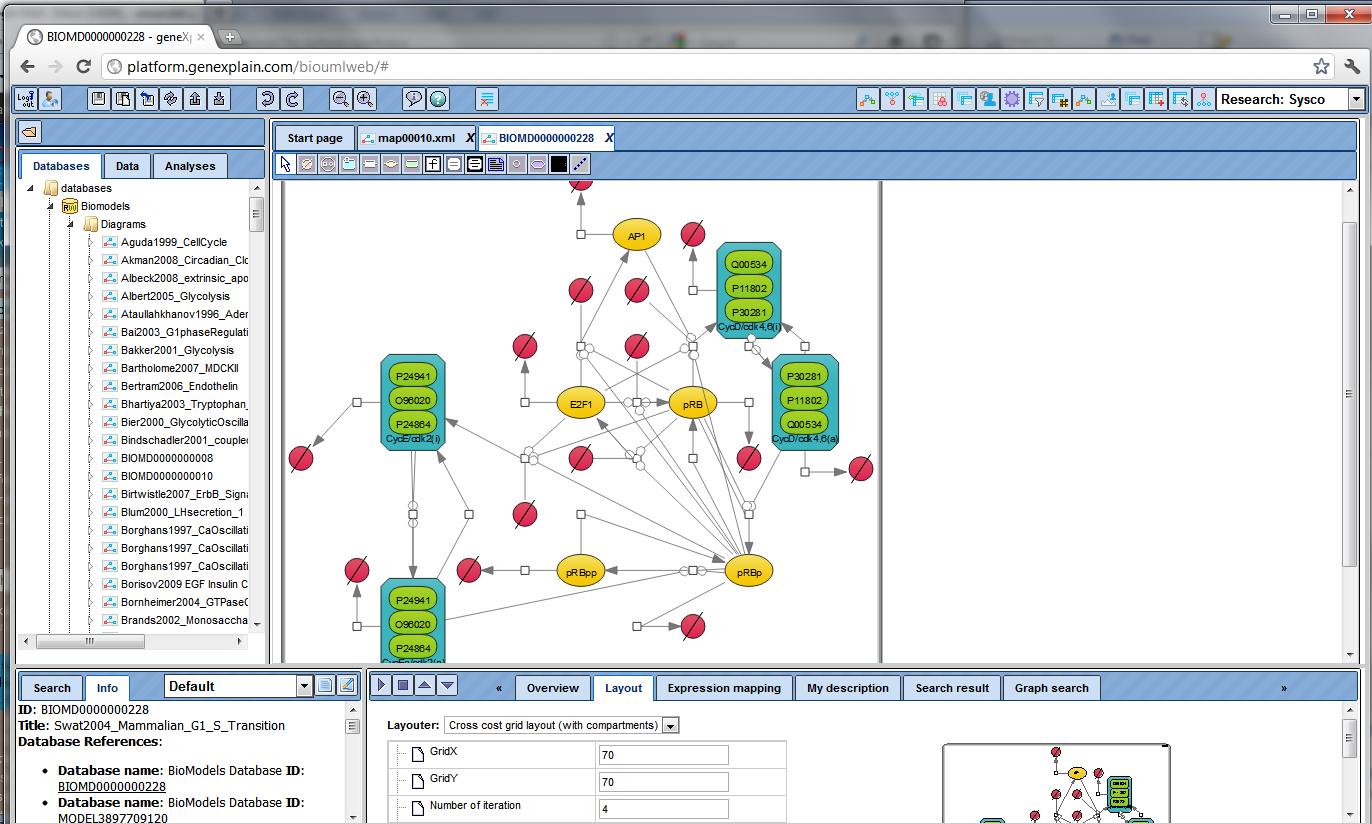 BIOMD0000000228 - geneXp
platform.genexplain.com/bioumlweb/#
Log out
Research: Sysco
Start page
map00010.xml X
BIOMD0000000228 X
Databases Data Analyses
databases
Biomodels
Diagrams
Aguda1999_CellCycle
Akman2008_Circadian_Clo
Albeck2008_extrinsic_apo
Albert2005_Glycolysis
Ataullahkhanov1996_Aden
Bai2003_G1phaseRegulati
Bakker2001_Glycolysis
Bartholome2007_MDCKII
Bertram2006_Endothelin
Bhartiya2003_Tryptophan_
Bier2000_GlycolyticOscilla
Bindschadler2001_coupled
BIOMD0000000008
BIOMD0000000010
Birtwistle2007_ErbB_Signa
Blum2000_LHsecretion_1
Borghans1997_CaOscillati
Borghans1997_CaOscillati
Borghans1997_CaOscillati
Borisov2009 EGF Insulin C
Bornheimer2004_GTPaseC
Brands2002_Monosaccha
AP1
Q00534
P11802
P30281
CycD/cdk4,6(i)
P30281
P11802
Q00534
CycD/cdk4,6(a)
P24941
O96020
P24864
CycE/cdk2(i)
E2F1
pRB
pRBpp
pRBp
P24941
O96020
P24864
Search Info Default
ID: BIOMD0000000228
Title: Swat2004_Mammalian_G1_S_Transition
Database References:
• Database name: BioModels Database ID:
BIOMD0000000228
• Database name: BioModels Database ID:
MODEL3897709120
« Overview Layout Expression mapping My description Search result Graph search »
Layouter: Cross cost grid layout (with compartments)
GridX 70
GridY 70
Number of iteration 4